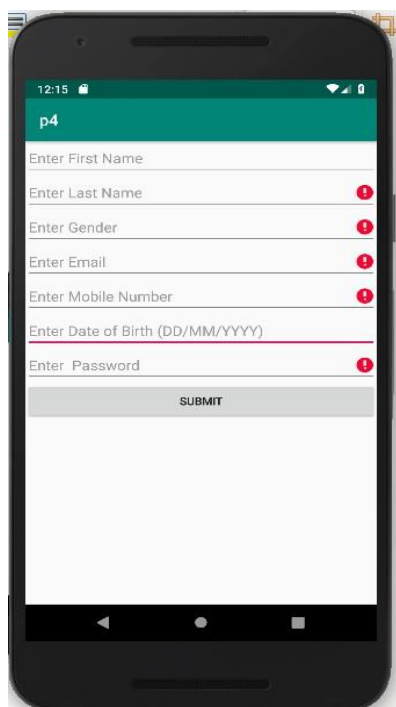 12:15
p4
Enter First Name
Enter Last Name
Enter Gender
Enter Email
Enter Mobile Number
Enter Date of Birth (DD/MM/YYYY)
Enter  Password
SUBMIT